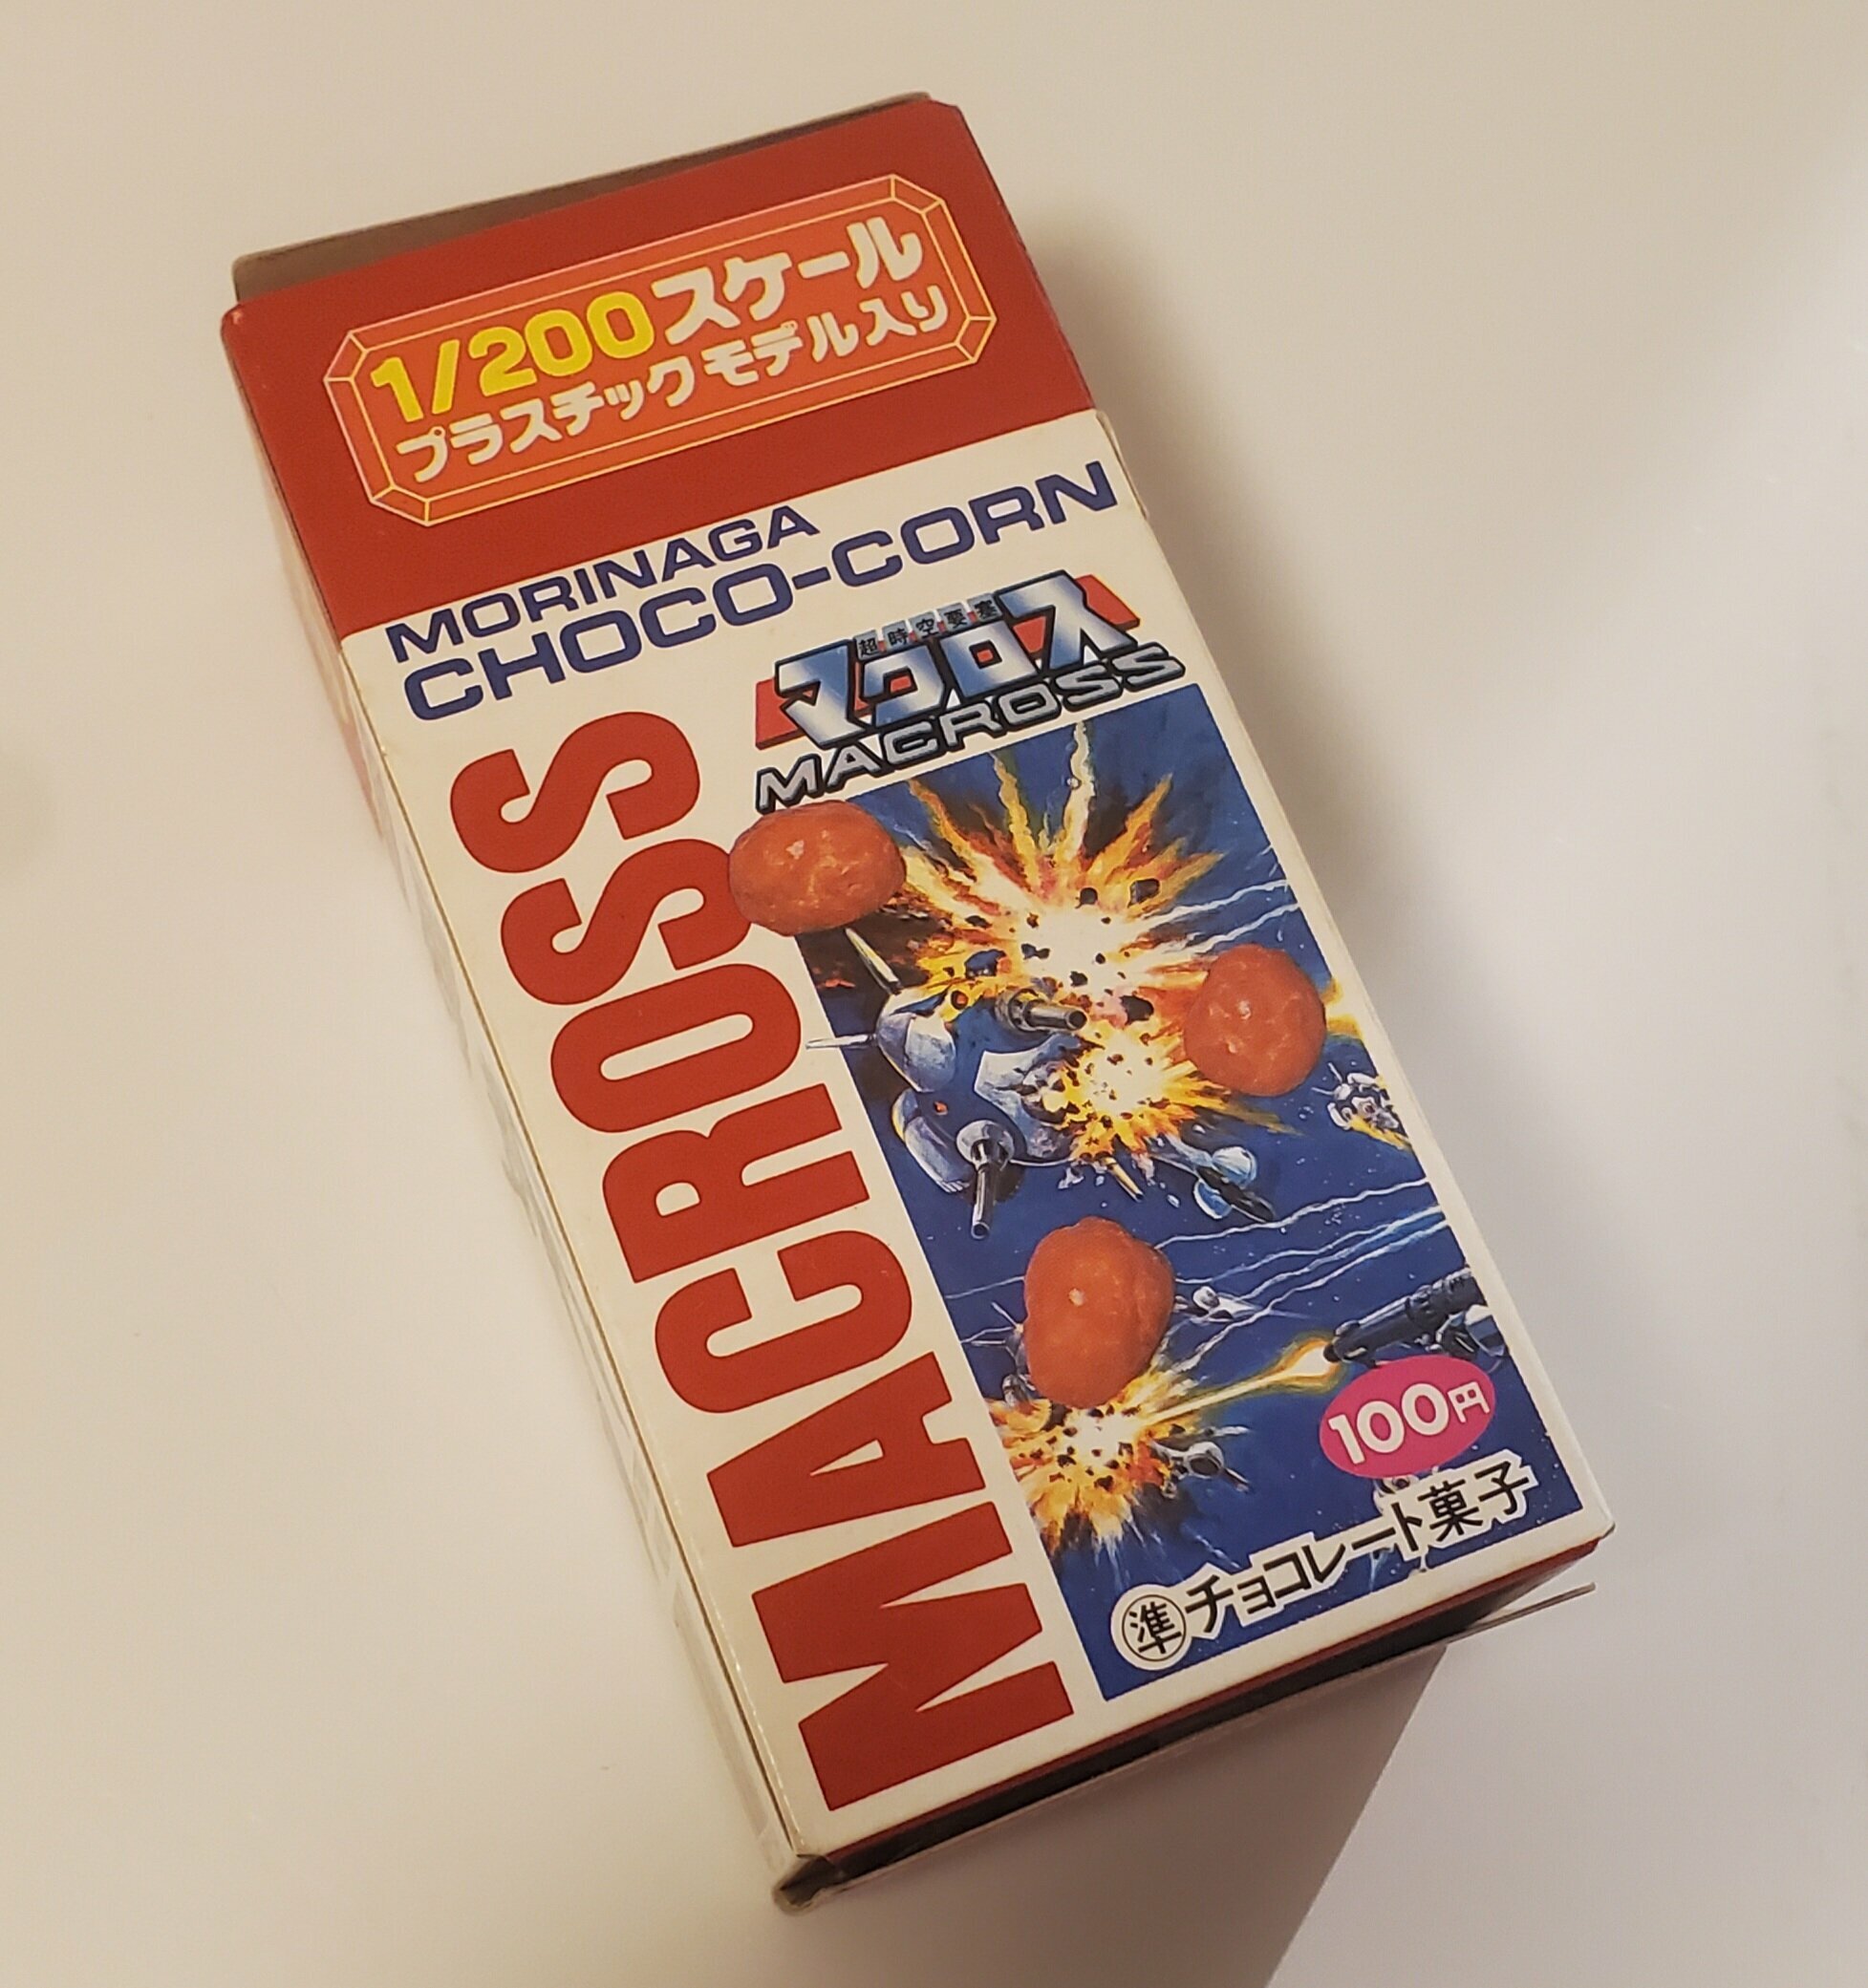 1/200スケール
プラスチックモデル入り
MORINAGA
CHOCO-CORN
超時空要塞
マクロス
MACROSS
MACROSS
100円
準チョコレート菓子